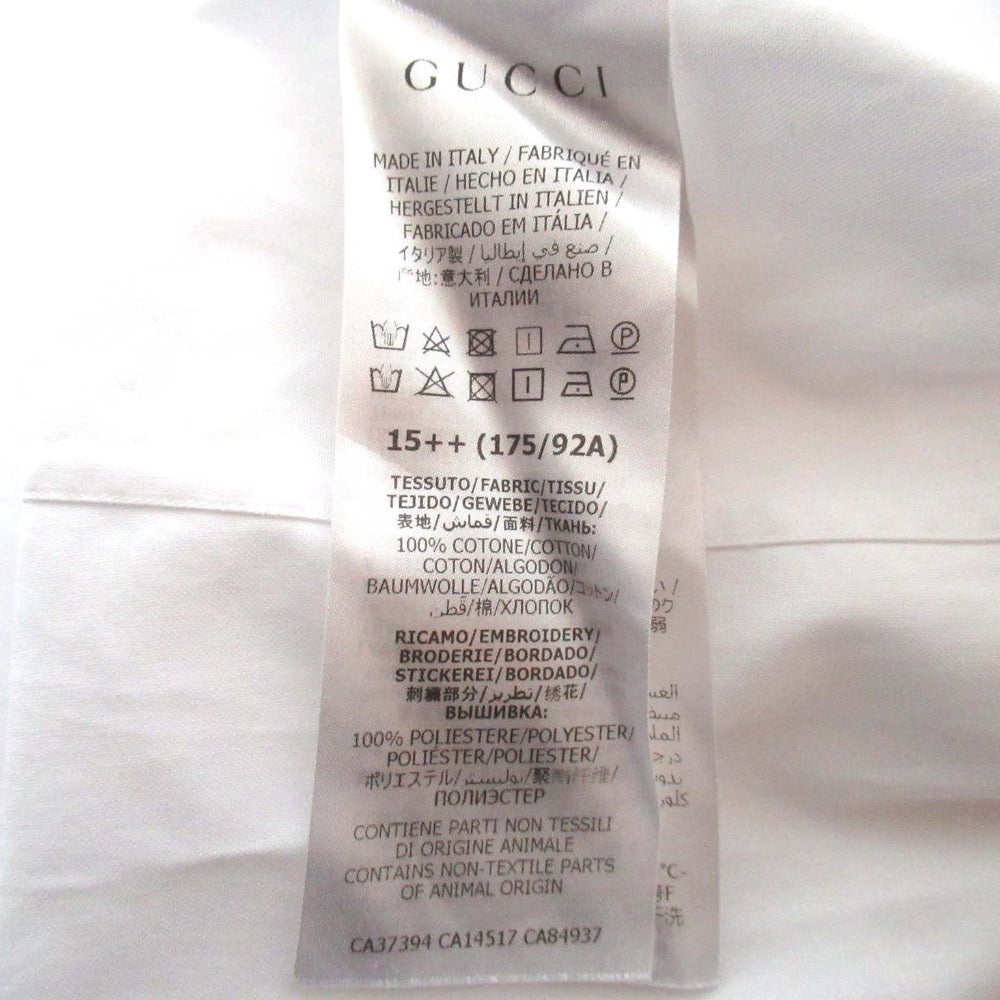 GUCCI
MADE IN ITALY / FABRIQUÉ EN
ITALIE / HECHO EN ITALIA /
HERGESTELLT IN ITALIEN /
FABRICADO EM ITÁLIA /
イタリア製 / صنع في إيطاليا /
地:意大利 / СДЕЛАНО В
ИТАЛИИ
15++ (175/92A)
TESSUTO/FABRIC/TISSU/
TEJIDO/GEWEBE/TECIDO/
表地/قماش/面料/ТКАНЬ:
100% COTONE/COTTON/
COTON/ALGODON/
BAUMWOLLE/ALGODÃO/コットン/
قطن/棉/ХЛОПОК
RICAMO/EMBROIDERY/
BRODERIE/BORDADO/
STICKEREI/BORDADO/
刺繍部分/تطريز/绣花/
ВЫШИВКА:
100% POLIESTERE/POLYESTER/
POLIÉSTER/POLIESTER/
ポリエステル/بوليستر/聚酯纤维/
ПОЛИЭСТЕР
CONTIENE PARTI NON TESSILI
DI ORIGINE ANIMALE
CONTAINS NON-TEXTILE PARTS
OF ANIMAL ORIGIN
CA37394 CA14517 CA84937
°C-